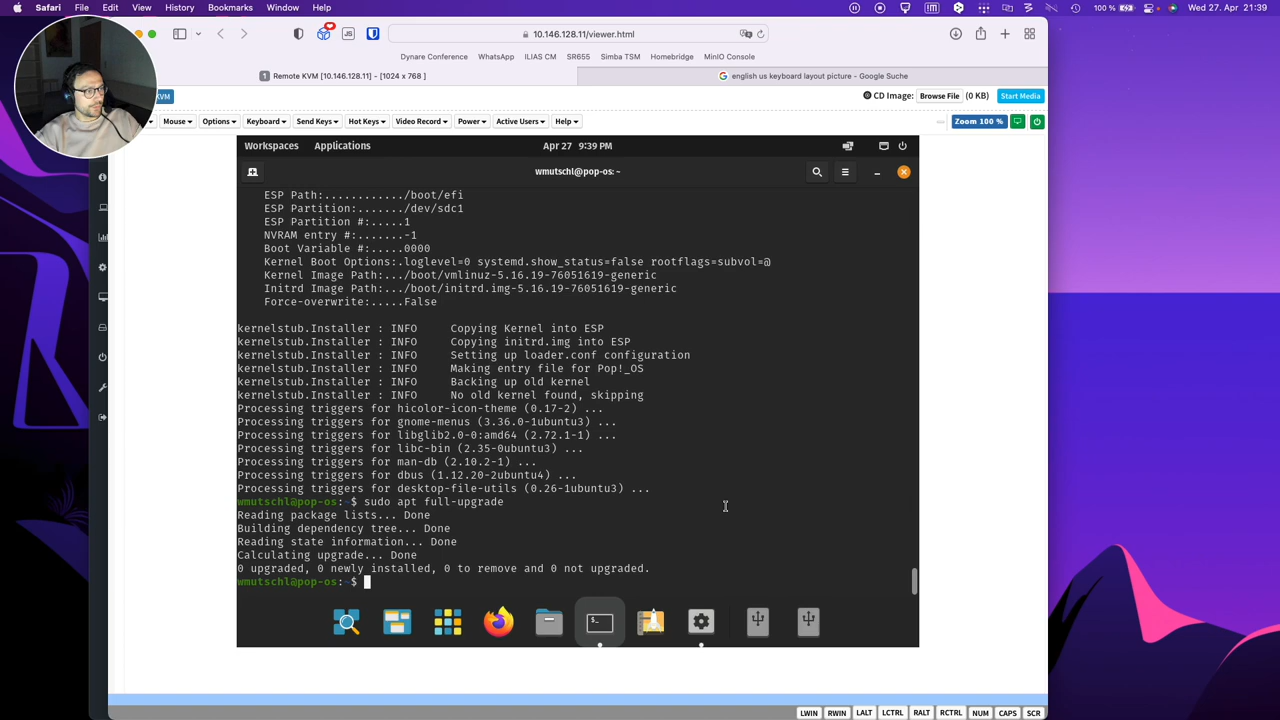 Safari File Edit View History Bookmarks Window Help
100 % Wed 27. Apr 21:39
10.146.128.11/viewer.html
Dynare Conference WhatsApp ILIAS CM SR655 Simba TSM Homebridge MinIO Console
1 Remote KVM [10.146.128.11] - [1024 x 768 ]
english us keyboard layout picture - Google Suche
KVM
CD Image: Browse File (0 KB) Start Media
Mouse Options Keyboard Send Keys Hot Keys Video Record Power Active Users Help
Zoom 100 %
Workspaces Applications Apr 27 9:39 PM
wmutschl@pop-os: ~
ESP Path:............/boot/efi
ESP Partition:......./dev/sdc1
ESP Partition #:.....1
NVRAM entry #:.......-1
Boot Variable #:.....0000
Kernel Boot Options:.loglevel=0 systemd.show_status=false rootflags=subvol=@
Kernel Image Path:.../boot/vmlinuz-5.16.19-76051619-generic
Initrd Image Path:.../boot/initrd.img-5.16.19-76051619-generic
Force-overwrite:.....False
kernelstub.Installer : INFO Copying Kernel into ESP
kernelstub.Installer : INFO Copying initrd.img into ESP
kernelstub.Installer : INFO Setting up loader.conf configuration
kernelstub.Installer : INFO Making entry file for Pop!_OS
kernelstub.Installer : INFO Backing up old kernel
kernelstub.Installer : INFO No old kernel found, skipping
Processing triggers for hicolor-icon-theme (0.17-2) ...
Processing triggers for gnome-menus (3.36.0-1ubuntu3) ...
Processing triggers for libglib2.0-0:amd64 (2.72.1-1) ...
Processing triggers for libc-bin (2.35-0ubuntu3) ...
Processing triggers for man-db (2.10.2-1) ...
Processing triggers for dbus (1.12.20-2ubuntu4) ...
Processing triggers for desktop-file-utils (0.26-1ubuntu3) ...
wmutschl@pop-os:~$ sudo apt full-upgrade
Reading package lists... Done
Building dependency tree... Done
Reading state information... Done
Calculating upgrade... Done
0 upgraded, 0 newly installed, 0 to remove and 0 not upgraded.
wmutschl@pop-os:~$
LWIN RWIN LALT LCTRL RALT RCTRL NUM CAPS SCR